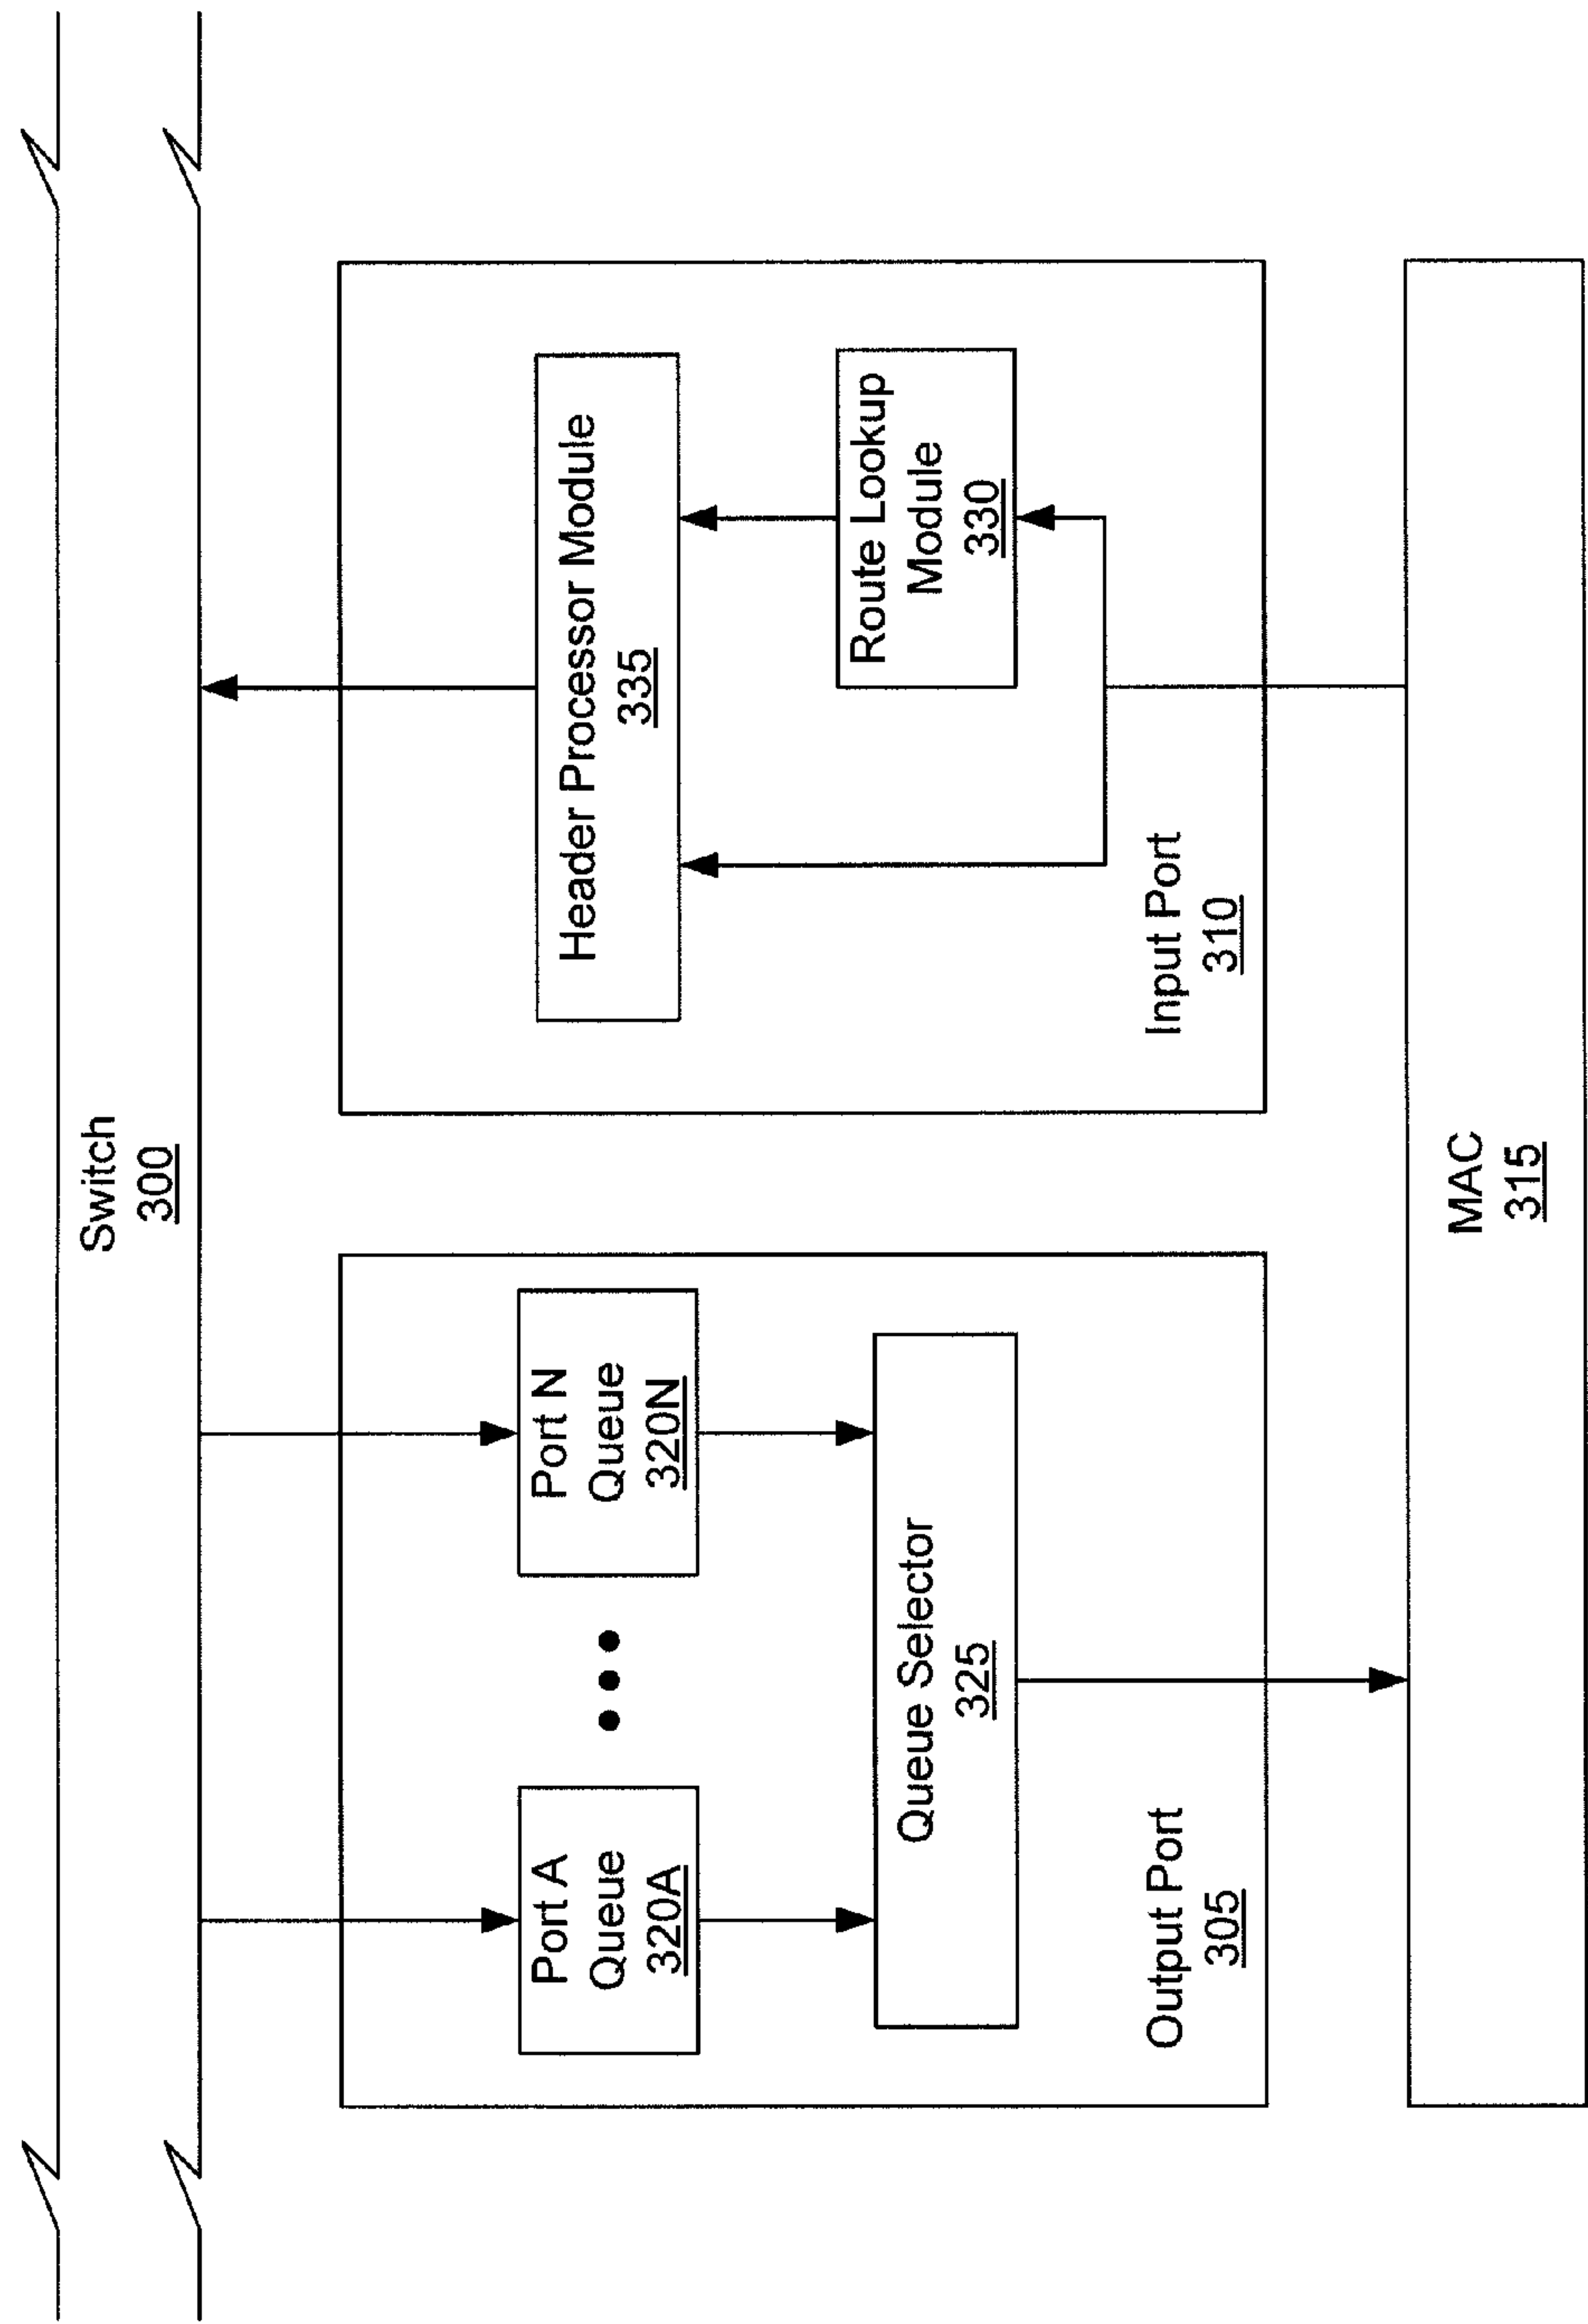 Switch
300
Port A
Queue
320A
Port N
Queue
320N
Queue Selector
325
Output Port
305
Header Processor Module
335
Route Lookup
Module
330
Input Port
310
MAC
315